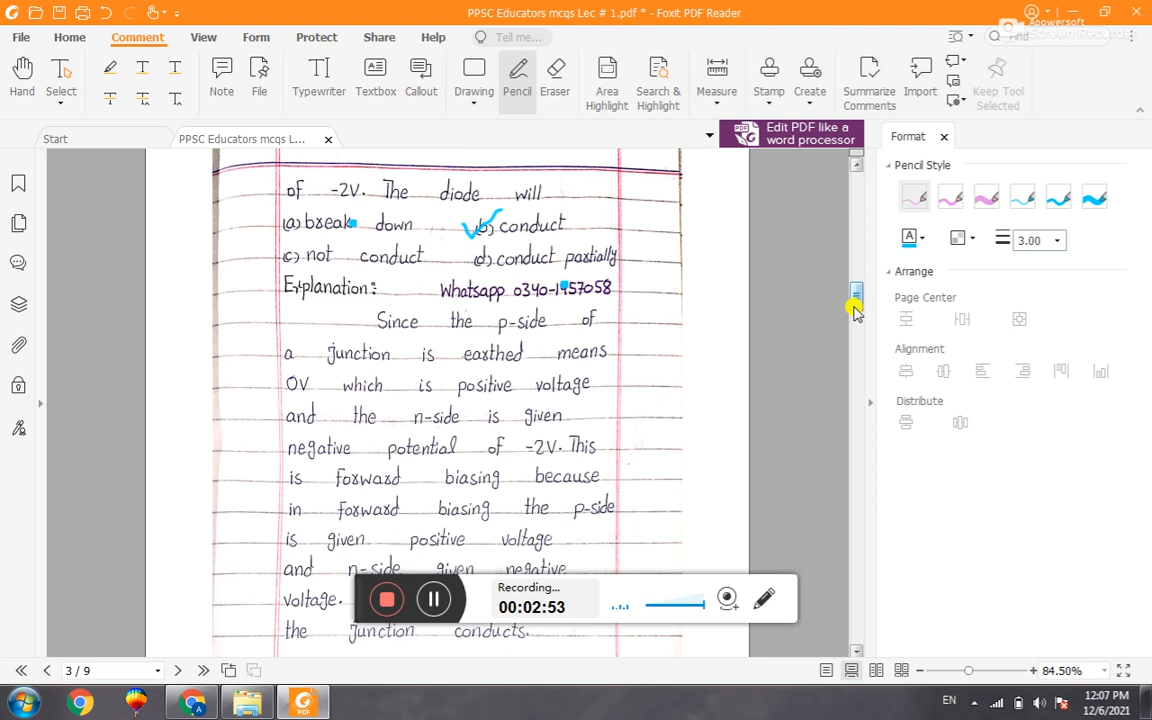 PPSC Educators mcqs Lec # 1.pdf * - Foxit PDF Reader
Apowersoft
Screen Recorder
File Home Comment View Form Protect Share Help Tell me... Find
Hand Select Note File Typewriter Textbox Callout Drawing Pencil Eraser Area Highlight Search & Highlight Measure Stamp Create Summarize Comments Import Keep Tool Selected
Start PPSC Educators mcqs L... Edit PDF like a word processor Format
Pencil Style
3.00
Arrange
Page Center
Alignment
Distribute
of -2V. The diode will
(a) break down (b) conduct
(c) not conduct (d) conduct partially
Explanation: Whatsapp 0340-1957058
Since the p-side of
a junction is earthed means
0V which is positive voltage
and the n-side is given
negative potential of -2V. This
is forward biasing because
in forward biasing the p-side
is given positive voltage
and n-side given negative
voltage.
the junction conducts.
Recording...
00:02:53
3 / 9 84.50%
EN 12:07 PM
12/6/2021